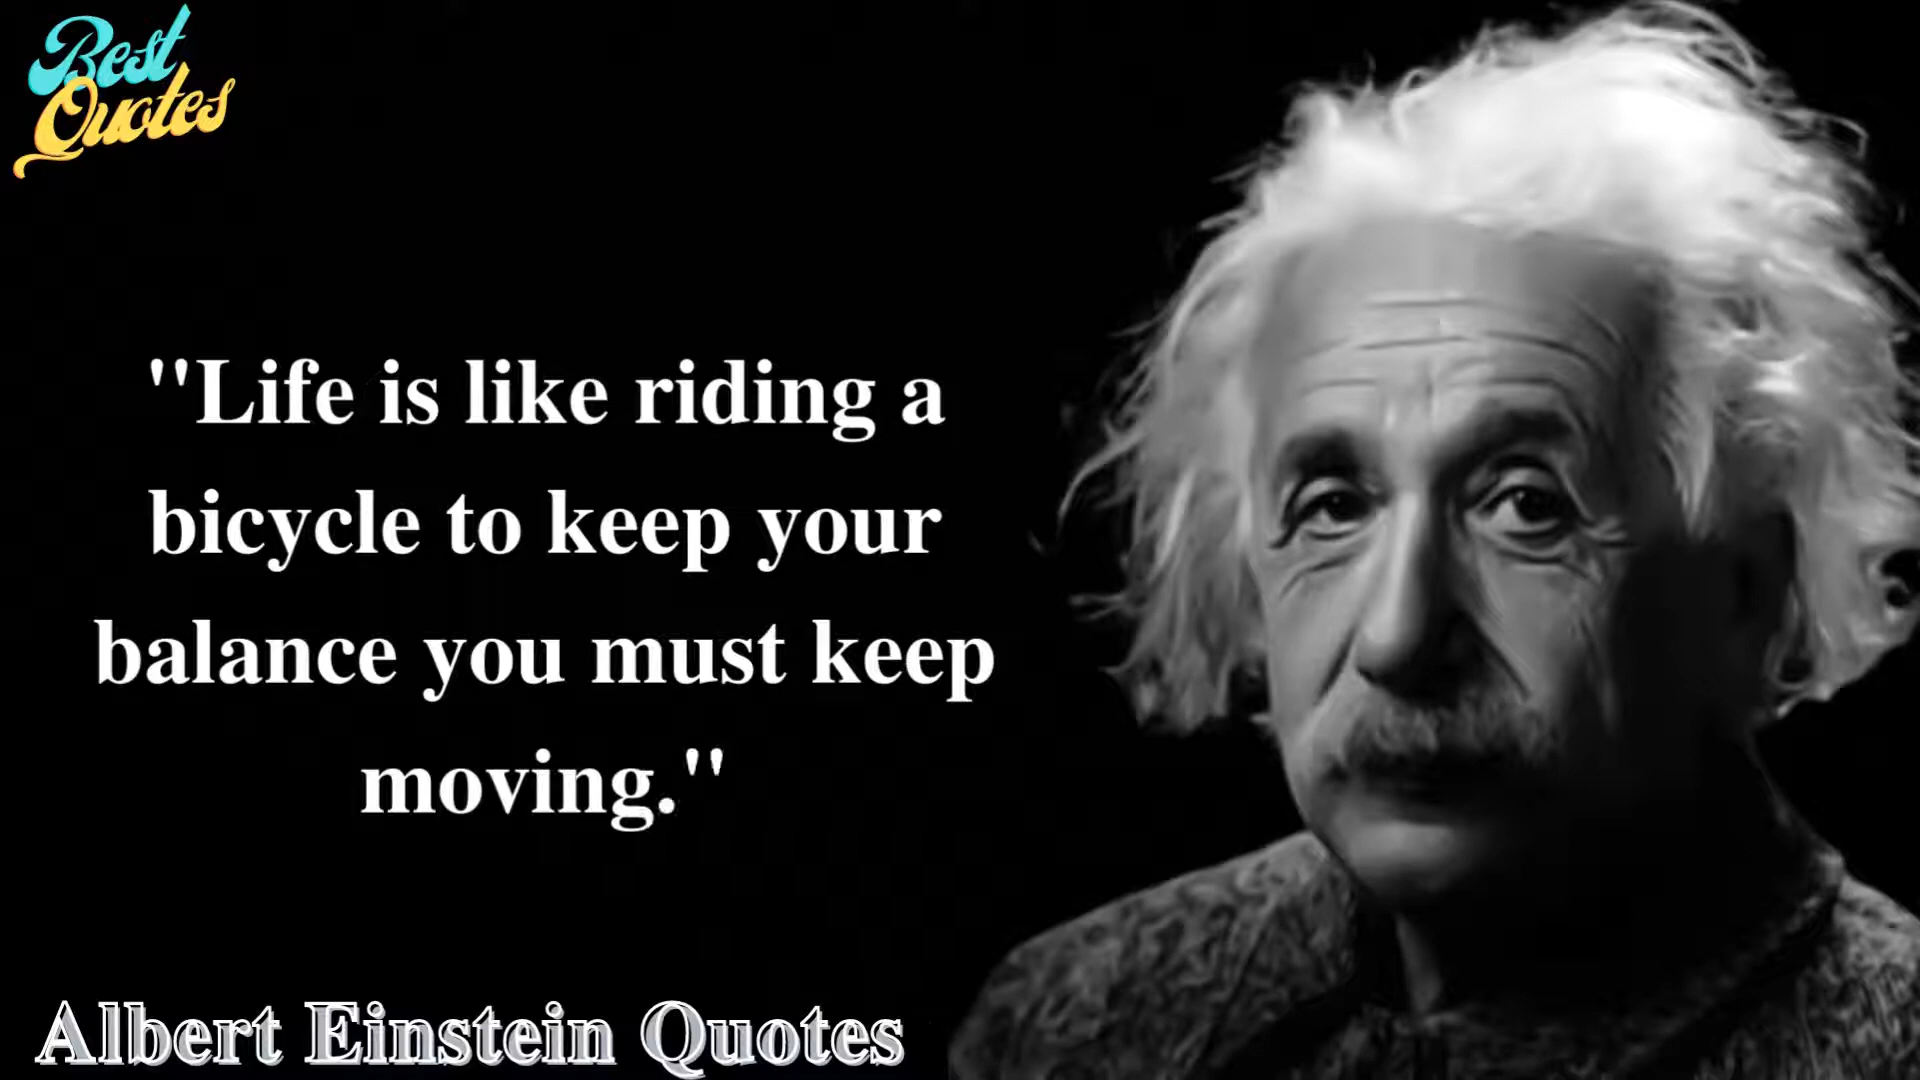 Best
Quotes
"Life is like riding a
bicycle to keep your
balance you must keep
moving."
Albert Einstein Quotes